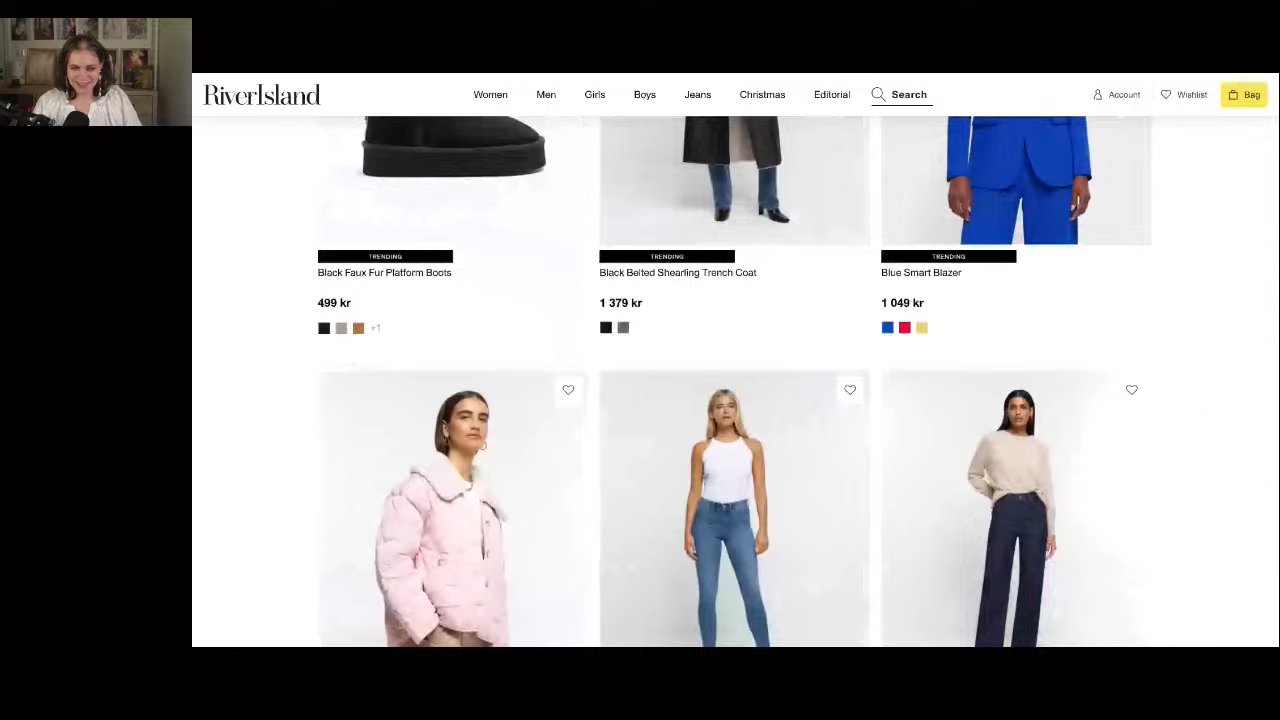 RiverIsland
Women
Men
Girls
Boys
Jeans
Christmas
Editorial
Search
Account
Wishlist
Bag
TRENDING
Black Faux Fur Platform Boots
499 kr
+1
TRENDING
Black Belted Shearling Trench Coat
1 379 kr
TRENDING
Blue Smart Blazer
1 049 kr